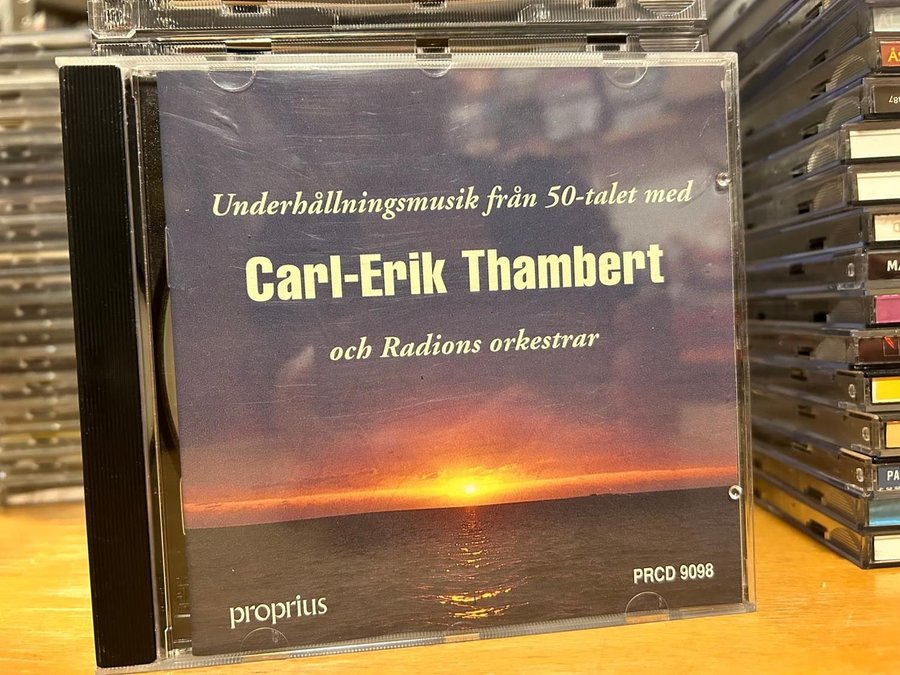 Underhållningsmusik från 50-talet med
Carl-Erik Thambert
och Radions orkestrar
PRCD 9098
proprius